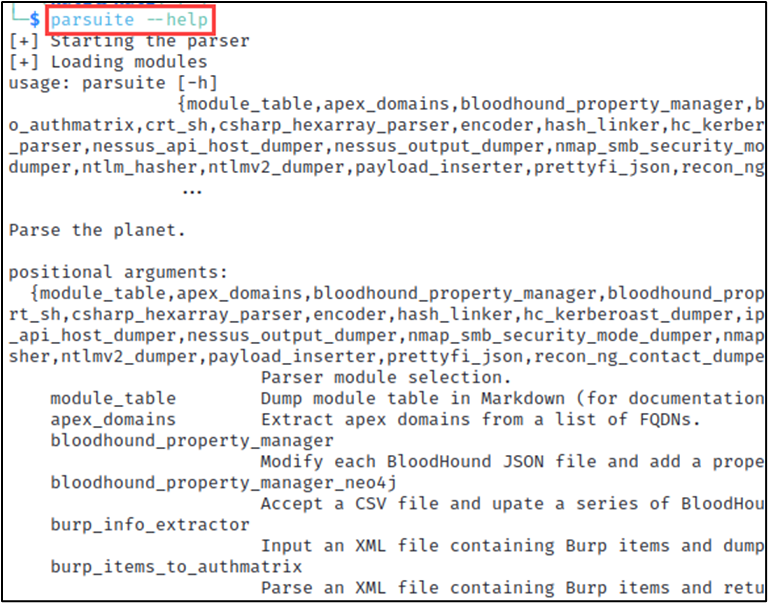 └─$ parsuite --help
[+] Starting the parser
[+] Loading modules
usage: parsuite [-h]
{module_table,apex_domains,bloodhound_property_manager,b
o_authmatrix,crt_sh,csharp_hexarray_parser,encoder,hash_linker,hc_kerber
_parser,nessus_api_host_dumper,nessus_output_dumper,nmap_smb_security_mo
dumper,ntlm_hasher,ntlmv2_dumper,payload_inserter,prettyfi_json,recon_ng
...
Parse the planet.
positional arguments:
{module_table,apex_domains,bloodhound_property_manager,bloodhound_prop
rt_sh,csharp_hexarray_parser,encoder,hash_linker,hc_kerberoast_dumper,ip
_api_host_dumper,nessus_output_dumper,nmap_smb_security_mode_dumper,nmap
sher,ntlmv2_dumper,payload_inserter,prettyfi_json,recon_ng_contact_dumpe
Parser module selection.
module_table Dump module table in Markdown (for documentation
apex_domains Extract apex domains from a list of FQDNs.
bloodhound_property_manager
Modify each BloodHound JSON file and add a prope
bloodhound_property_manager_neo4j
Accept a CSV file and upate a series of BloodHou
burp_info_extractor
Input an XML file containing Burp items and dump
burp_items_to_authmatrix
Parse an XML file containing Burp items and retu